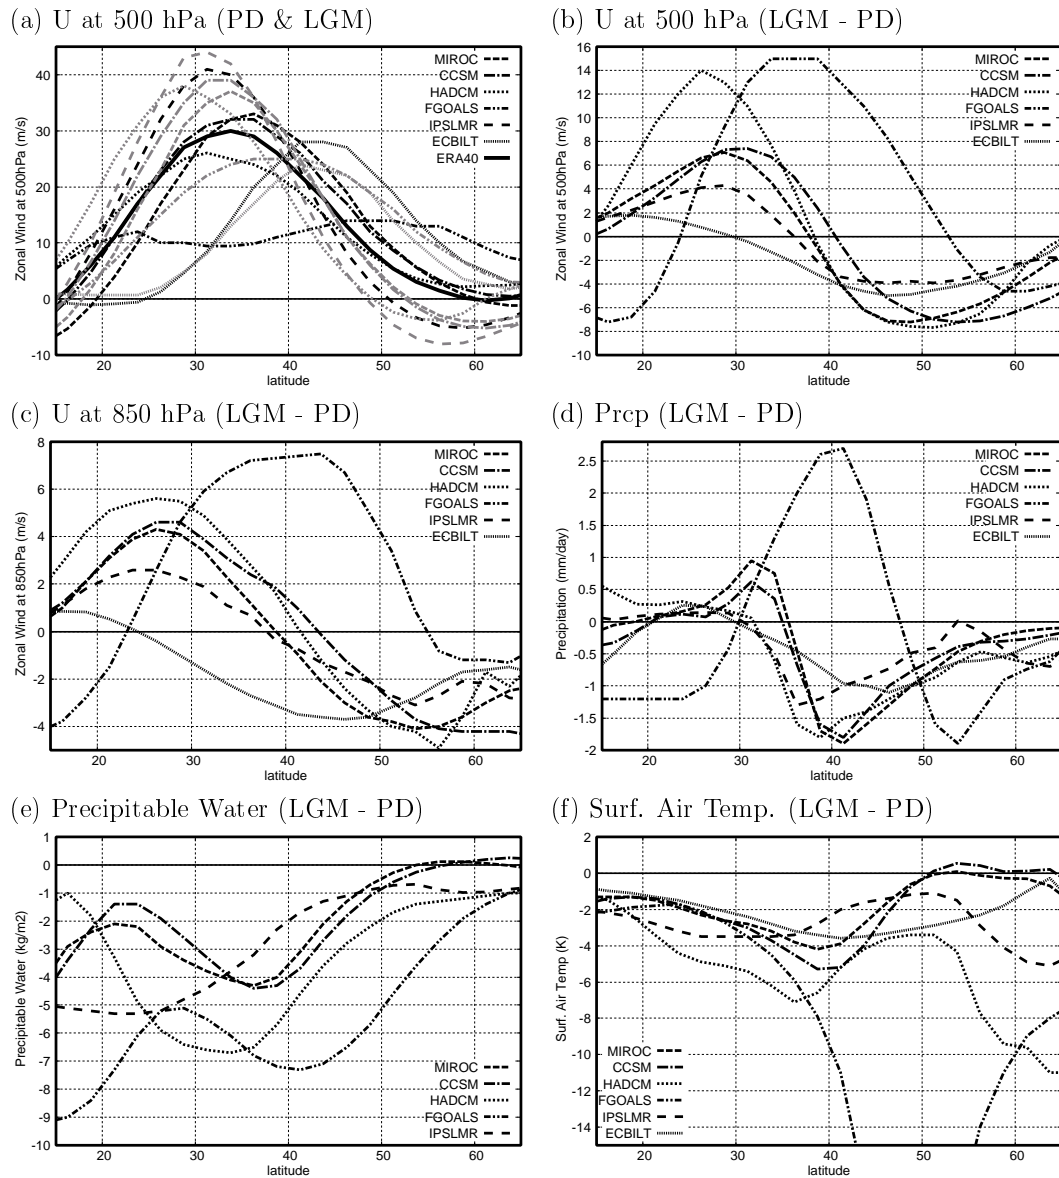 (a) U at 500 hPa (PD & LGM)
Zonal Wind at 500hPa (m/s)
40
30
20
10
0
-10
20
30
40
50
60
latitude
MIROC
CCSM
HADCM
FGOALS
IPSLMR
ECBILT
ERA40
(b) U at 500 hPa (LGM - PD)
Zonal Wind at 500hPa (m/s)
16
14
12
10
8
6
4
2
0
-2
-4
-6
-8
-10
20
30
40
50
60
latitude
MIROC
CCSM
HADCM
FGOALS
IPSLMR
ECBILT
(c) U at 850 hPa (LGM - PD)
Zonal Wind at 850hPa (m/s)
8
6
4
2
0
-2
-4
20
30
40
50
60
latitude
MIROC
CCSM
HADCM
FGOALS
IPSLMR
ECBILT
(d) Prcp (LGM - PD)
Precipitation (mm/day)
2.5
2
1.5
1
0.5
0
-0.5
-1
-1.5
-2
20
30
40
50
60
latitude
MIROC
CCSM
HADCM
FGOALS
IPSLMR
ECBILT
(e) Precipitable Water (LGM - PD)
Precipitable Water (kg/m2)
1
0
-1
-2
-3
-4
-5
-6
-7
-8
-9
-10
20
30
40
50
60
latitude
MIROC
CCSM
HADCM
FGOALS
IPSLMR
(f) Surf. Air Temp. (LGM - PD)
Surf. Air Temp (K)
2
0
-2
-4
-6
-8
-10
-12
-14
20
30
40
50
60
latitude
MIROC
CCSM
HADCM
FGOALS
IPSLMR
ECBILT